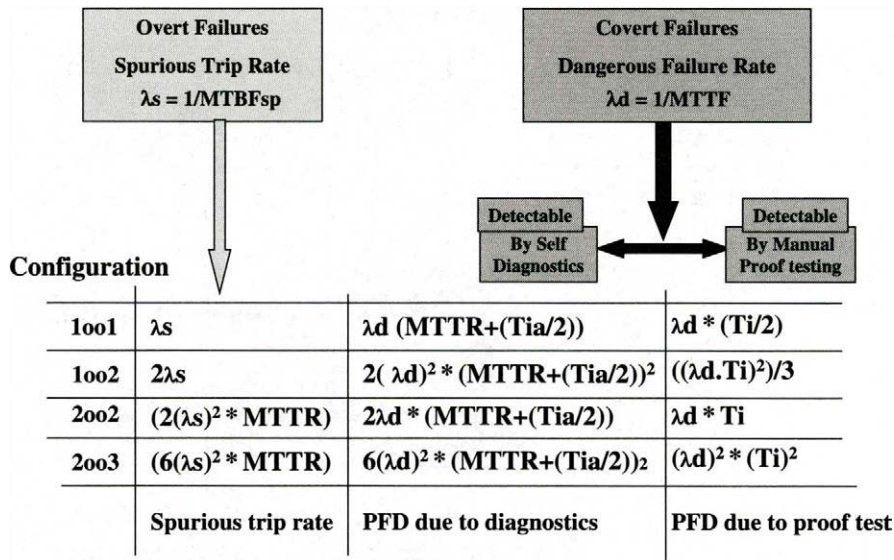 Overt Failures
Spurious Trip Rate
λs = 1/MTBFsp
Covert Failures
Dangerous Failure Rate
λd = 1/MTTF
Detectable
By Self
Diagnostics
Detectable
By Manual
Proof testing
Configuration
1oo1 λs λd (MTTR+(Tia/2)) λd * (Ti/2)
1oo2 2λs 2( λd)² * (MTTR+(Tia/2))² ((λd.Ti)²)/3
2oo2 (2(λs)² * MTTR) 2λd * (MTTR+(Tia/2)) λd * Ti
2oo3 (6(λs)² * MTTR) 6(λd)² * (MTTR+(Tia/2))₂ (λd)² * (Ti)²
Spurious trip rate PFD due to diagnostics PFD due to proof test